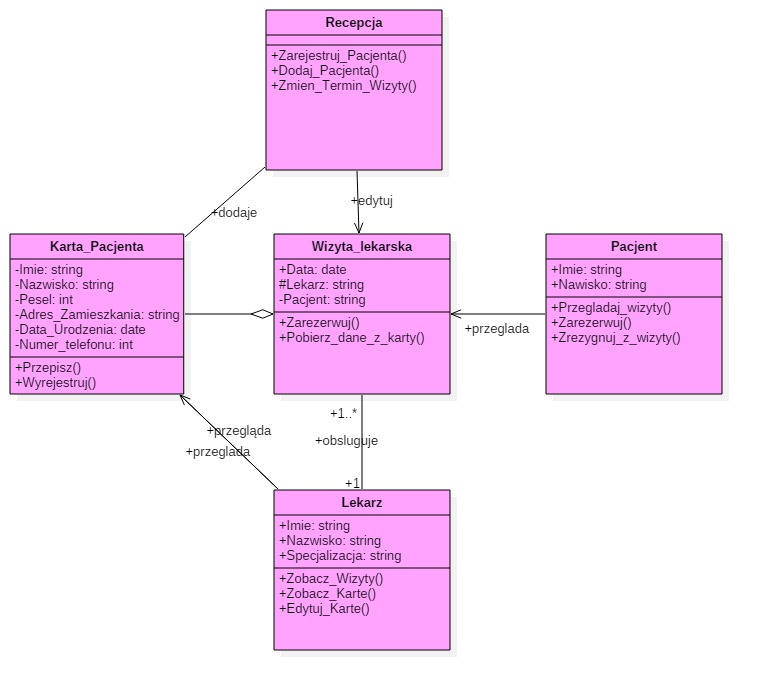 Recepcja
+Zarejestruj_Pacjenta()
+Dodaj_Pacjenta()
+Zmien_Termin_Wizyty()
+dodaje
+edytuj
Karta_Pacjenta
-Imie: string
-Nazwisko: string
-Pesel: int
-Adres_Zamieszkania: string
-Data_Urodzenia: date
-Numer_telefonu: int
+Przepisz()
+Wyrejestruj()
Wizyta_lekarska
+Data: date
#Lekarz: string
-Pacjent: string
+Zarezerwuj()
+Pobierz_dane_z_karty()
+przeglada
Pacjent
+Imie: string
+Nawisko: string
+Przegladaj_wizyty()
+Zarezerwuj()
+Zrezygnuj_z_wizyty()
+przegląda
+przeglada
+1..*
+obsluguje
+1
Lekarz
+Imie: string
+Nazwisko: string
+Specjalizacja: string
+Zobacz_Wizyty()
+Zobacz_Karte()
+Edytuj_Karte()